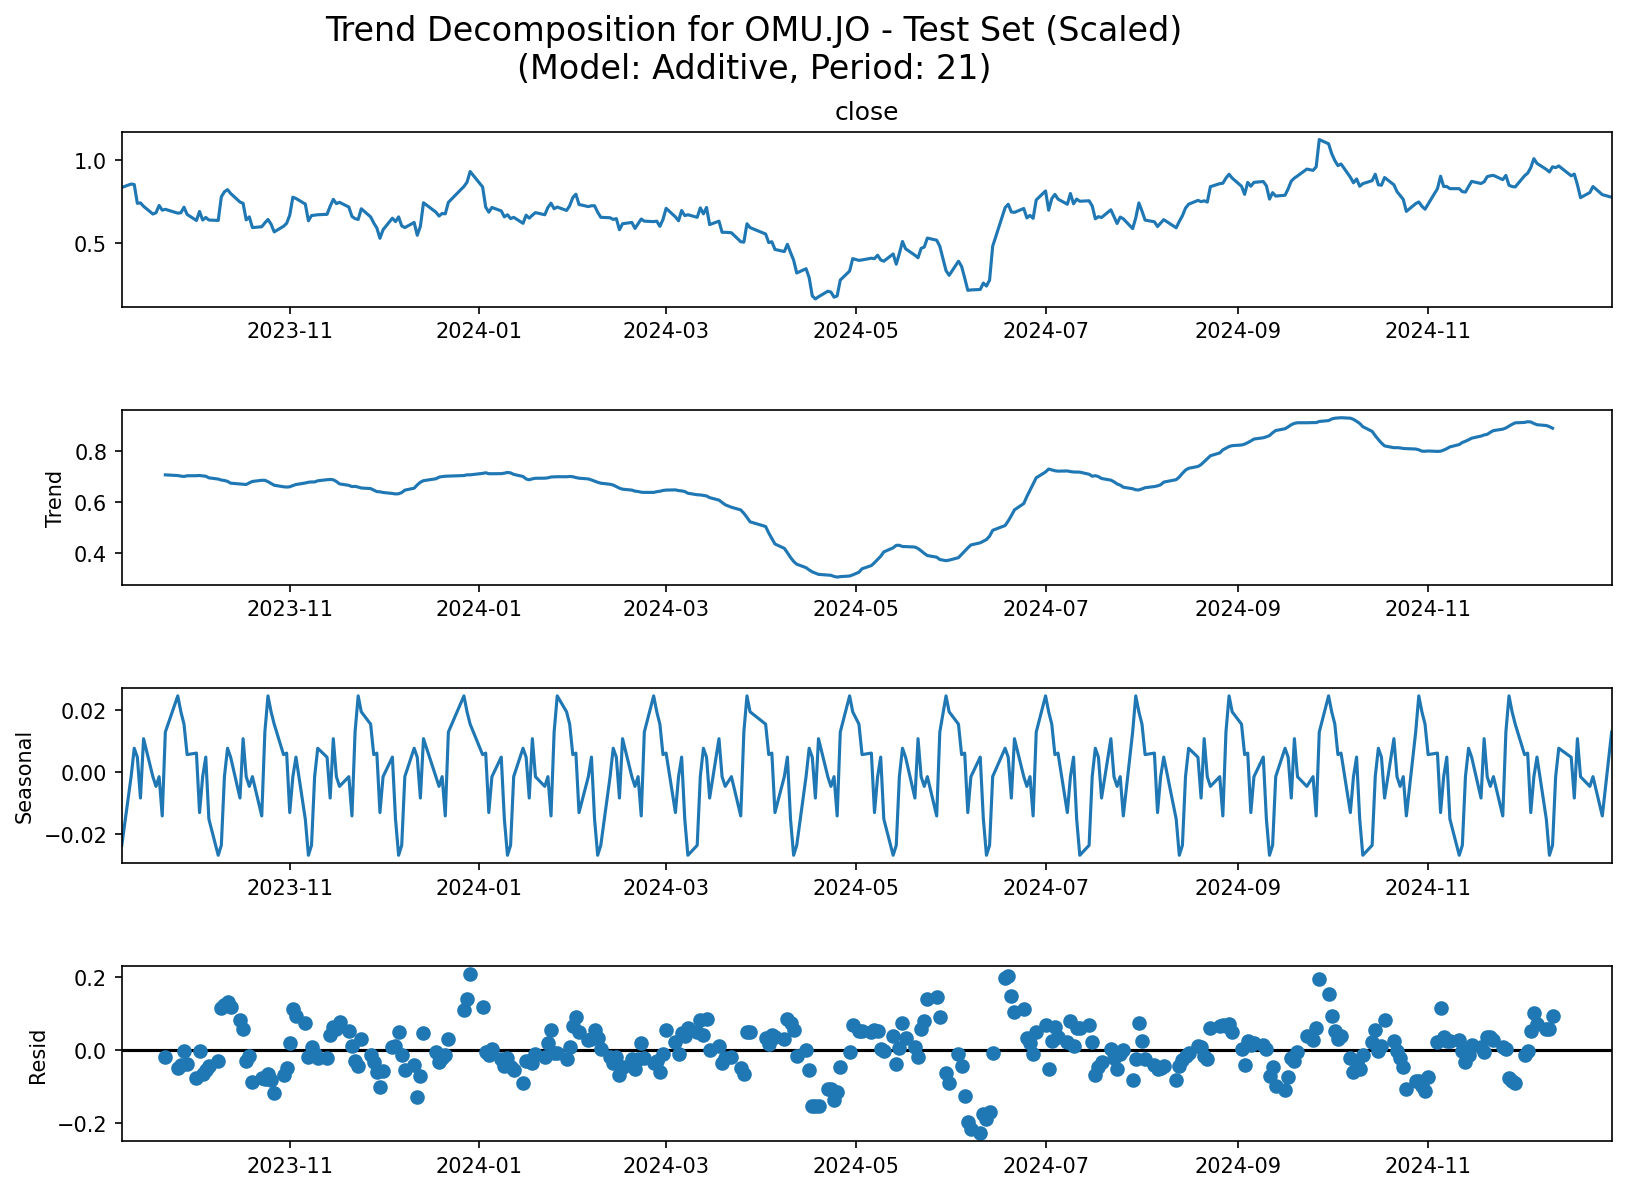 Trend Decomposition for OMU.JO - Test Set (Scaled)
(Model: Additive, Period: 21)
close
1.0
0.5
2023-11 2024-01 2024-03 2024-05 2024-07 2024-09 2024-11
Trend
0.8
0.6
0.4
2023-11 2024-01 2024-03 2024-05 2024-07 2024-09 2024-11
Seasonal
0.02
0.00
−0.02
2023-11 2024-01 2024-03 2024-05 2024-07 2024-09 2024-11
Resid
0.2
0.0
−0.2
2023-11 2024-01 2024-03 2024-05 2024-07 2024-09 2024-11